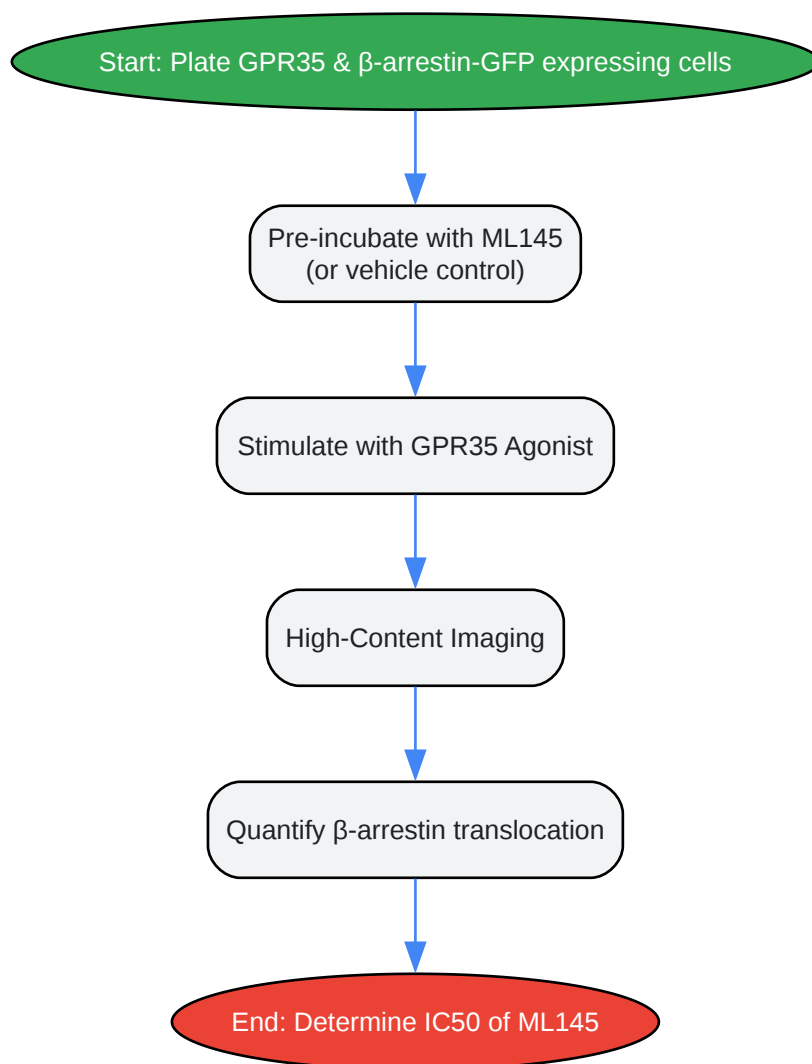 Start: Plate GPR35 & β-arrestin-GFP expressing cells
Pre-incubate with ML145
(or vehicle control)
Stimulate with GPR35 Agonist
High-Content Imaging
Quantify β-arrestin translocation
End: Determine IC50 of ML145